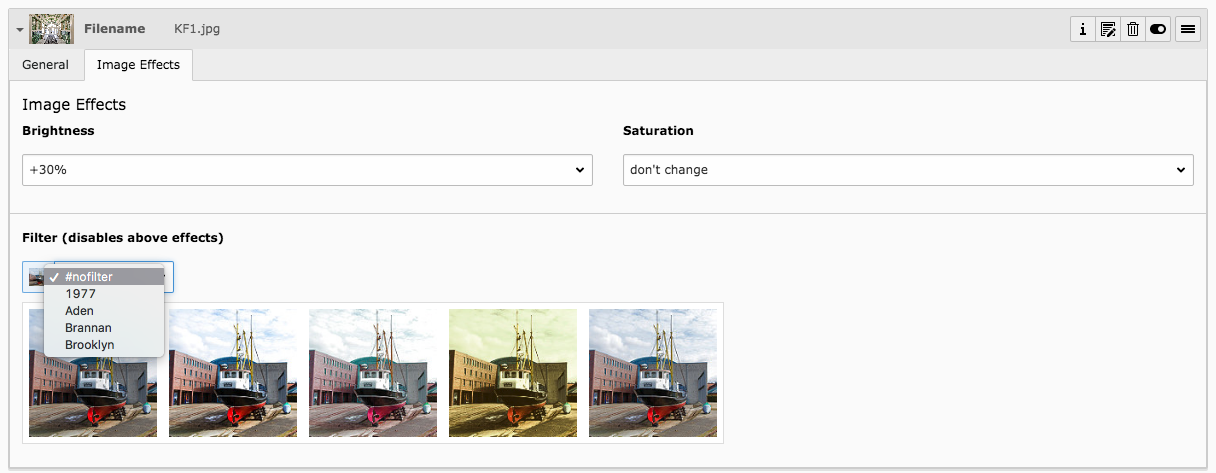 Filename KF1.jpg
General Image Effects
Image Effects
Brightness Saturation
+30% don't change
Filter (disables above effects)
✓ #nofilter
1977
Aden
Brannan
Brooklyn